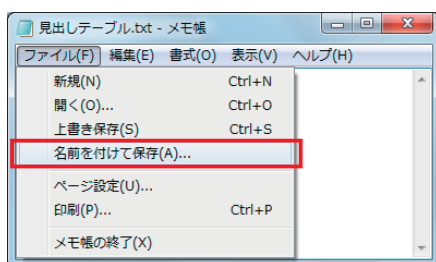 見出しテーブル.txt - メモ帳
ファイル(F) 編集(E) 書式(O) 表示(V) ヘルプ(H)
新規(N) Ctrl+N
開く(O)... Ctrl+O
上書き保存(S) Ctrl+S
名前を付けて保存(A)...
ページ設定(U)...
印刷(P)... Ctrl+P
メモ帳の終了(X)